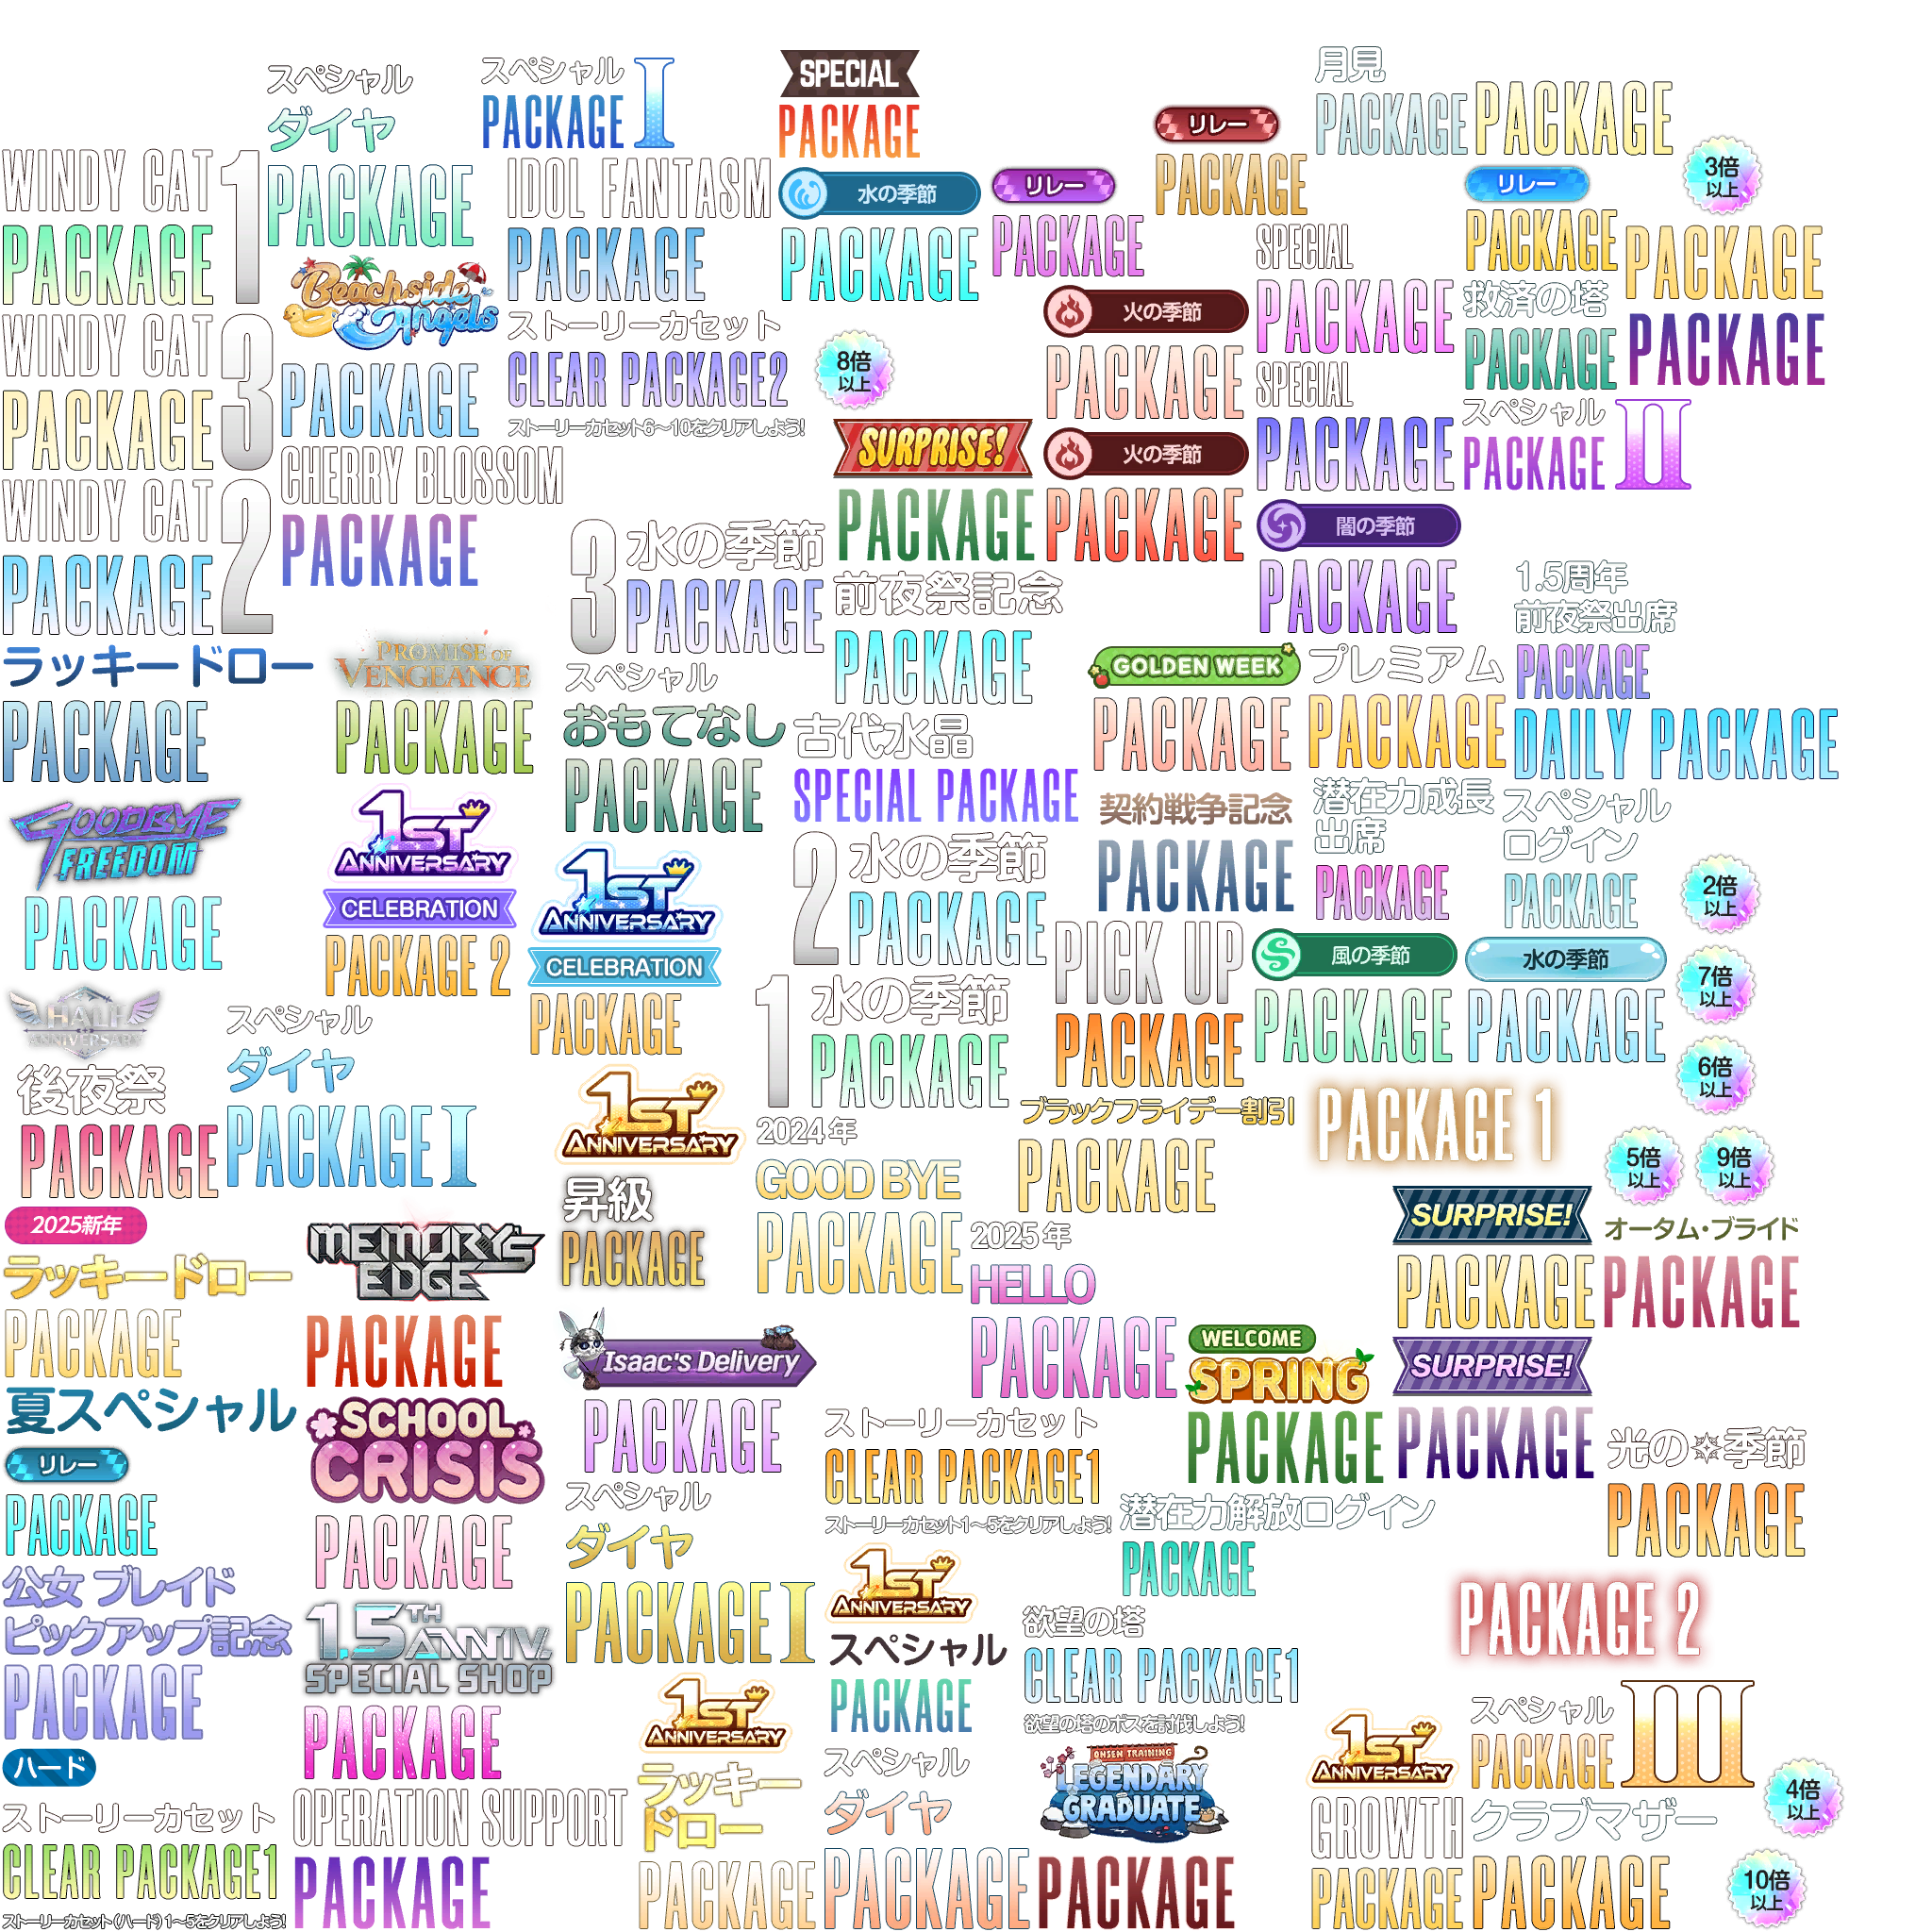 スペシャル
ダイヤ
PACKAGE
スペシャル
PACKAGE I
SPECIAL
PACKAGE
リレー
PACKAGE
月見
PACKAGE
PACKAGE
3倍
以上
WINDY CAT
PACKAGE
1
IDOL FANTASM
PACKAGE
水の季節
PACKAGE
リレー
PACKAGE
リレー
PACKAGE
SPECIAL
PACKAGE
PACKAGE
Beachside
Angels
PACKAGE
WINDY CAT
PACKAGE
3
ストーリーカセット
CLEAR PACKAGE2
ストーリーカセット6～10をクリアしよう!
8倍
以上
火の季節
PACKAGE
救済の塔
PACKAGE
PACKAGE
SPECIAL
PACKAGE
スペシャル
PACKAGE II
SURPRISE!
PACKAGE
火の季節
PACKAGE
CHERRY BLOSSOM
PACKAGE
WINDY CAT
PACKAGE
2
3
水の季節
PACKAGE
前夜祭記念
PACKAGE
闇の季節
PACKAGE
1.5周年
前夜祭出席
PACKAGE
ラッキードロー
PACKAGE
PROMISE OF
VENGEANCE
PACKAGE
スペシャル
おもてなし
PACKAGE
古代水晶
SPECIAL PACKAGE
GOLDEN WEEK
PACKAGE
プレミアム
PACKAGE
DAILY PACKAGE
GOODBYE
FREEDOM
PACKAGE
1ST
ANNIVERSARY
CELEBRATION
PACKAGE 2
1ST
ANNIVERSARY
CELEBRATION
PACKAGE
2
水の季節
PACKAGE
契約戦争記念
PACKAGE
潜在力成長
出席
PACKAGE
スペシャル
ログイン
PACKAGE
2倍
以上
PICK UP
PACKAGE
風の季節
PACKAGE
水の季節
PACKAGE
7倍
以上
6倍
以上
HALF
ANNIVERSARY
後夜祭
PACKAGE
スペシャル
ダイヤ
PACKAGE I
1
水の季節
PACKAGE
1ST
ANNIVERSARY
昇級
PACKAGE
2024年
GOOD BYE
PACKAGE
ブラックフライデー割引
PACKAGE
PACKAGE 1
5倍
以上
9倍
以上
2025新年
ラッキードロー
PACKAGE
MEMORY'S
EDGE
PACKAGE
2025年
HELLO
PACKAGE
SURPRISE!
PACKAGE
オータム・ブライド
PACKAGE
Isaac's Delivery
PACKAGE
WELCOME
SPRING
PACKAGE
SURPRISE!
PACKAGE
夏スペシャル
リレー
PACKAGE
SCHOOL
CRISIS
PACKAGE
ストーリーカセット
CLEAR PACKAGE1
ストーリーカセット1～5をクリアしよう!
光の季節
PACKAGE
スペシャル
ダイヤ
PACKAGE I
潜在力解放ログイン
PACKAGE
公女 ブレイド
ピックアップ記念
PACKAGE
1.5TH ANNIV.
SPECIAL SHOP
PACKAGE
1ST
ANNIVERSARY
スペシャル
PACKAGE
欲望の塔
CLEAR PACKAGE1
欲望の塔のボスを討伐しよう!
PACKAGE 2
ハード
ストーリーカセット
CLEAR PACKAGE1
ストーリーカセット(ハード)1～5をクリアしよう!
OPERATION SUPPORT
PACKAGE
1ST
ANNIVERSARY
ラッキー
ドロー
PACKAGE
スペシャル
ダイヤ
PACKAGE
ONSEN TRAINING
LEGENDARY
GRADUATE
PACKAGE
1ST
ANNIVERSARY
GROWTH
PACKAGE
スペシャル
PACKAGE III
クラブマザー
PACKAGE
4倍
以上
10倍
以上